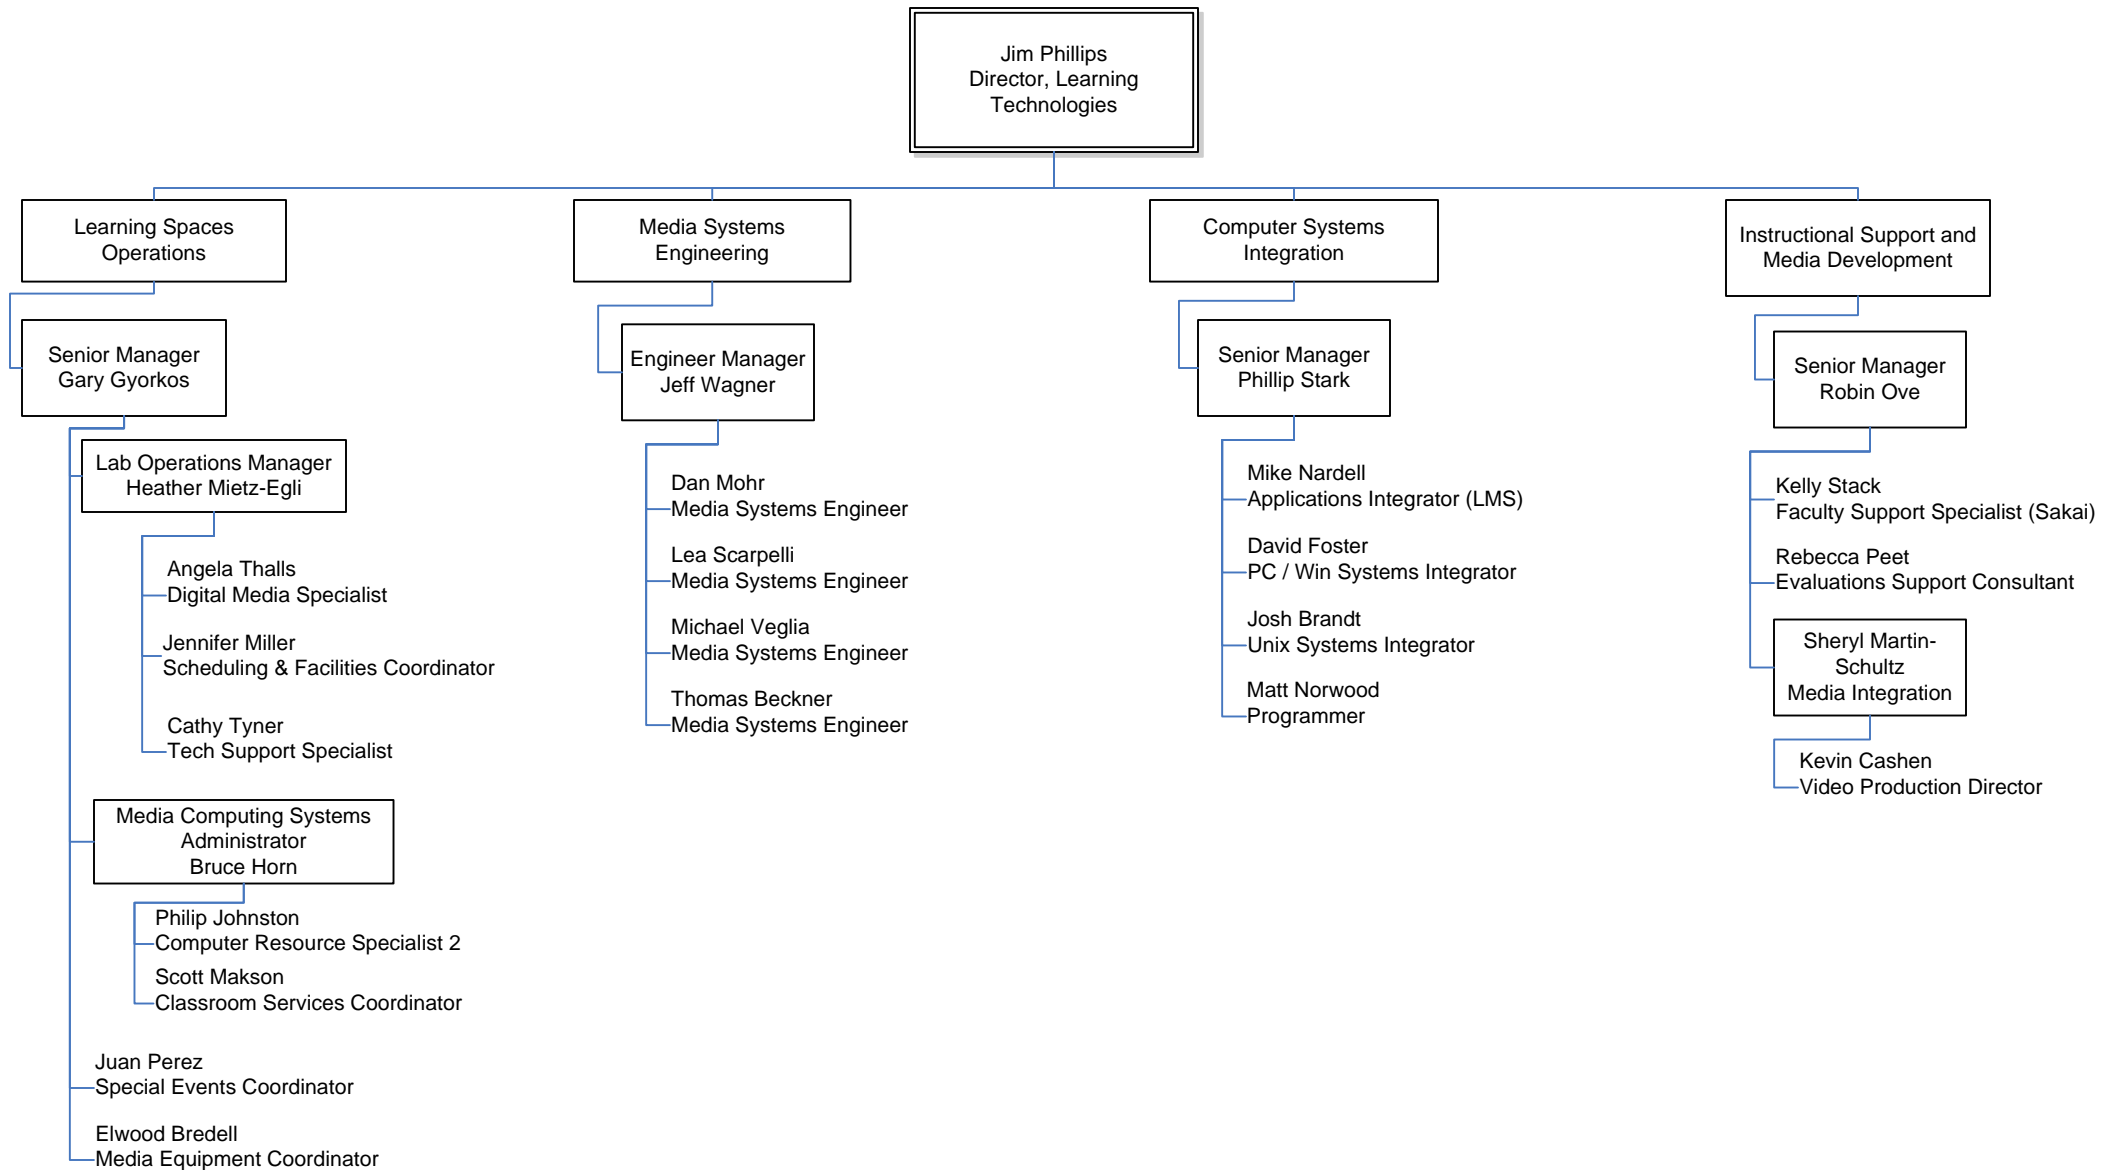 Jim Phillips
Director, Learning
Technologies
Learning Spaces
Operations
Senior Manager
Gary Gyorkos
Lab Operations Manager
Heather Mietz-Egli
Angela Thalls
Digital Media Specialist
Jennifer Miller
Scheduling & Facilities Coordinator
Cathy Tyner
Tech Support Specialist
Media Computing Systems
Administrator
Bruce Horn
Philip Johnston
Computer Resource Specialist 2
Scott Makson
Classroom Services Coordinator
Juan Perez
Special Events Coordinator
Elwood Bredell
Media Equipment Coordinator
Media Systems
Engineering
Engineer Manager
Jeff Wagner
Dan Mohr
Media Systems Engineer
Lea Scarpelli
Media Systems Engineer
Michael Veglia
Media Systems Engineer
Thomas Beckner
Media Systems Engineer
Computer Systems
Integration
Senior Manager
Phillip Stark
Mike Nardell
Applications Integrator (LMS)
David Foster
PC / Win Systems Integrator
Josh Brandt
Unix Systems Integrator
Matt Norwood
Programmer
Instructional Support and
Media Development
Senior Manager
Robin Ove
Kelly Stack
Faculty Support Specialist (Sakai)
Rebecca Peet
Evaluations Support Consultant
Sheryl Martin-
Schultz
Media Integration
Kevin Cashen
Video Production Director